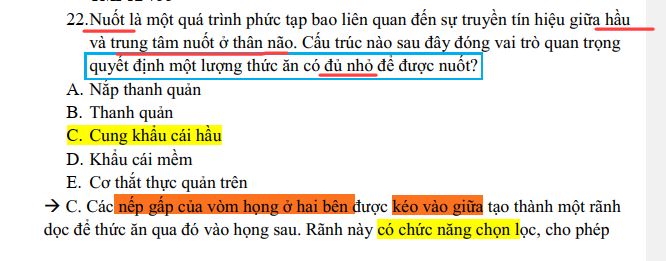 22.Nuốt là một quá trình phức tạp bao liên quan đến sự truyền tín hiệu giữa hầu
và trung tâm nuốt ở thân não. Cấu trúc nào sau đây đóng vai trò quan trọng
quyết định một lượng thức ăn có đủ nhỏ để được nuốt?
A. Nắp thanh quản
B. Thanh quản
C. Cung khẩu cái hầu
D. Khẩu cái mềm
E. Cơ thắt thực quản trên
→ C. Các nếp gấp của vòm họng ở hai bên được kéo vào giữa tạo thành một rãnh
dọc để thức ăn qua đó vào họng sau. Rãnh này có chức năng chọn lọc, cho phép